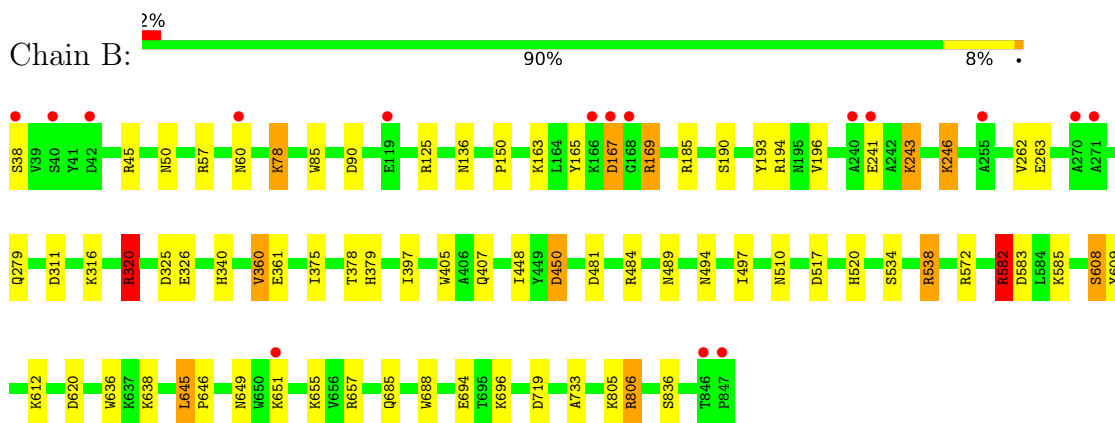 2%
Chain B:
90% 8% •
S38 V39 S40 Y41 D42 R45 N50 R57 N60 K78 W85 D90 E119 R125 N136 P150 K163 L164 Y165 K166 D167 G168 R169 R185 S190 Y193 R194 N195 V196 A240 E241 A242 K243 K246 A255 V262 E263 A270 A271
Q279 D311 K316 R320 D325 E326 H340 V360 E361 I375 T378 H379 I397 W405 A406 Q407 I448 Y449 D450 D481 R484 N489 N494 I497 N510 D517 H520 S534 R538 R572 R582 D583 L584 K585 S608 Y609
K612 D620 W636 K637 K638 L645 P646 N649 W650 K651 K655 V656 R657 Q685 W688 E694 T695 K696 D719 A733 K805 R806 S836 T846 P847